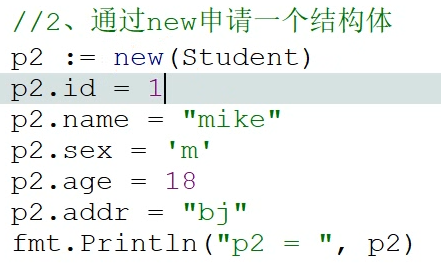 //2、通过new申请一个结构体
p2 := new(Student)
p2.id = 1
p2.name = "mike"
p2.sex = 'm'
p2.age = 18
p2.addr = "bj"
fmt.Println("p2 = ", p2)